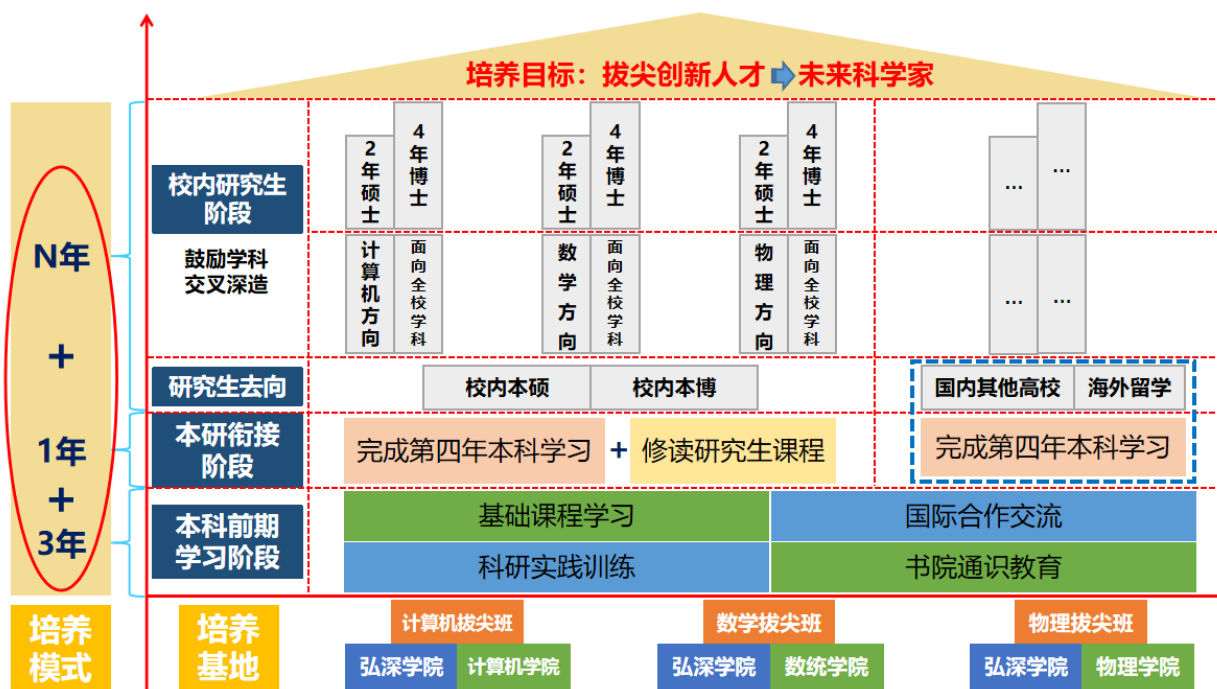 培养目标：拔尖创新人才 未来科学家
N年
+
1年
+
3年
培养
模式
校内研究生
阶段
鼓励学科
交叉深造
2年硕士
4年博士
2年硕士
4年博士
2年硕士
4年博士
...
...
计算机方向
面向全校学科
数学方向
面向全校学科
物理方向
面向全校学科
...
...
研究生去向
校内本硕
校内本博
国内其他高校
海外留学
本研衔接
阶段
完成第四年本科学习
+
修读研究生课程
完成第四年本科学习
本科前期
学习阶段
基础课程学习
国际合作交流
科研实践训练
书院通识教育
培养
基地
计算机拔尖班
弘深学院
计算机学院
数学拔尖班
弘深学院
数统学院
物理拔尖班
弘深学院
物理学院